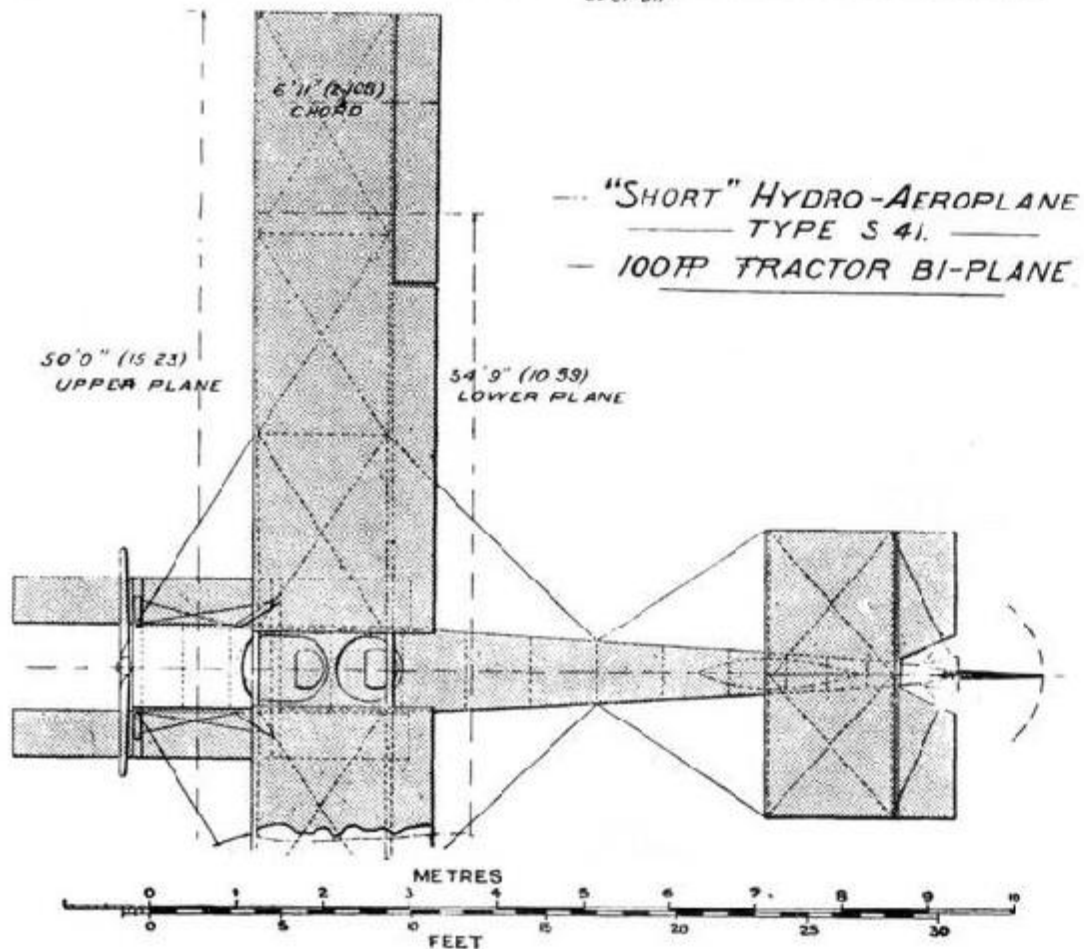 6'11" (2.108)
CHORD
"SHORT" HYDRO-AEROPLANE
TYPE S 41.
100 HP TRACTOR BI-PLANE
50'0" (15 23)
UPPER PLANE
34'9" (10 59)
LOWER PLANE
METRES
0 1 2 3 4 5 6 7 8 9 10
0 5 10 15 20 25 30
FEET